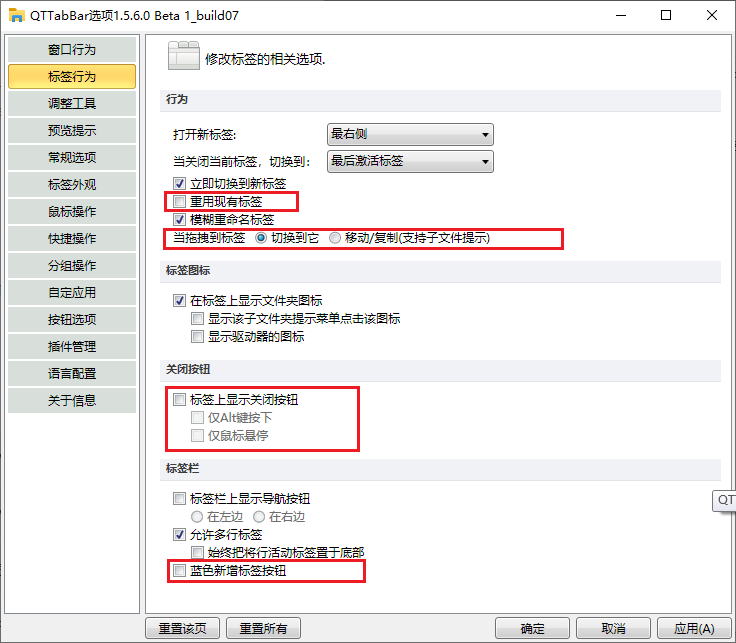 QTTabBar选项1.5.6.0 Beta 1_build07
窗口行为
标签行为
调整工具
预览提示
常规选项
标签外观
鼠标操作
快捷操作
分组操作
自定应用
按钮选项
插件管理
语言配置
关于信息
修改标签的相关选项.
行为
打开新标签: 最右侧
当关闭当前标签，切换到: 最后激活标签
立即切换到新标签
重用现有标签
模糊重命名标签
当拖拽到标签 切换到它 移动/复制(支持子文件提示)
标签图标
在标签上显示文件夹图标
显示该子文件夹提示菜单点击该图标
显示驱动器的图标
关闭按钮
标签上显示关闭按钮
仅Alt键按下
仅鼠标悬停
标签栏
标签栏上显示导航按钮
在左边 在右边
允许多行标签
始终把将行活动标签置于底部
蓝色新增标签按钮
QT
重置该页 重置所有 确定 取消 应用(A)